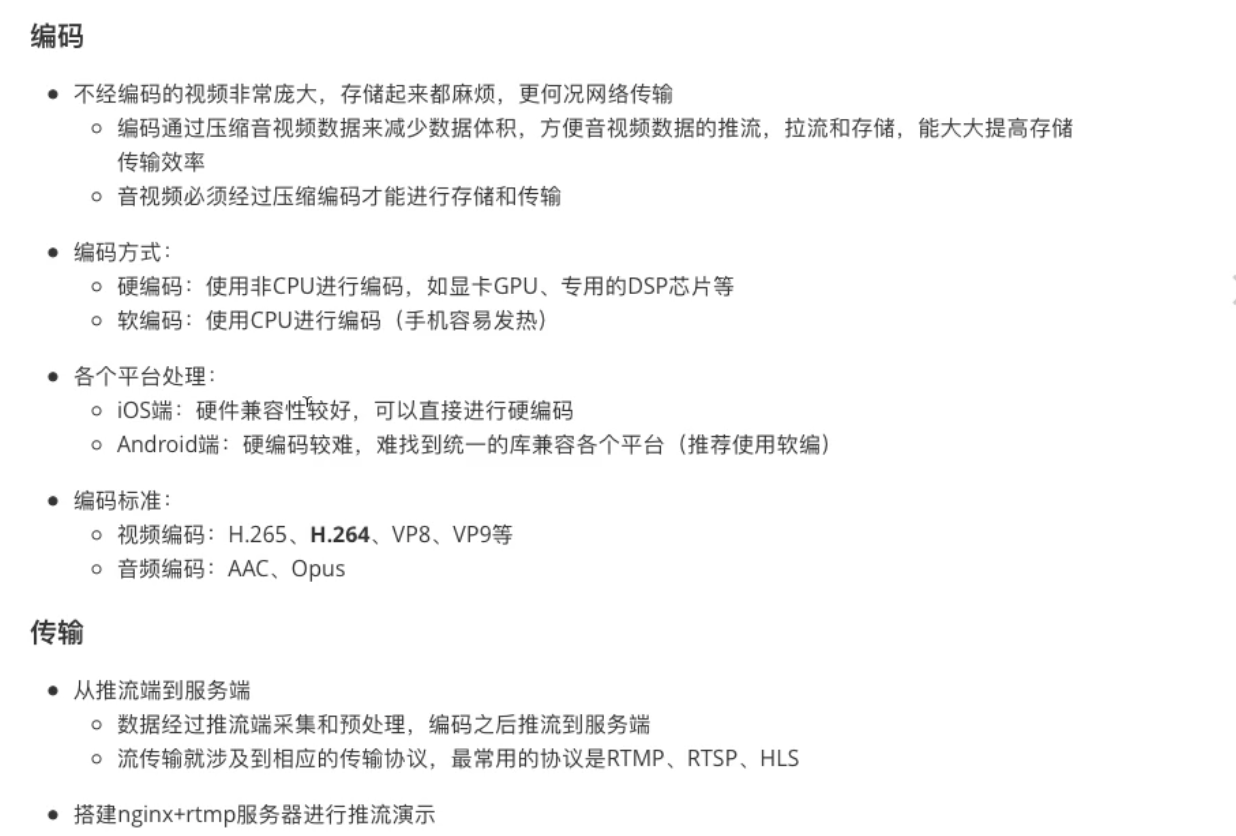 编码
不经编码的视频非常庞大，存储起来都麻烦，更何况网络传输
编码通过压缩音视频数据来减少数据体积，方便音视频数据的推流，拉流和存储，能大大提高存储
传输效率
音视频必须经过压缩编码才能进行存储和传输
编码方式：
硬编码：使用非CPU进行编码，如显卡GPU、专用的DSP芯片等
软编码：使用CPU进行编码（手机容易发热）
各个平台处理：
iOS端：硬件兼容性较好，可以直接进行硬编码
Android端：硬编码较难，难找到统一的库兼容各个平台（推荐使用软编）
编码标准：
视频编码：H.265、H.264、VP8、VP9等
音频编码：AAC、Opus
传输
从推流端到服务端
数据经过推流端采集和预处理，编码之后推流到服务端
流传输就涉及到相应的传输协议，最常用的协议是RTMP、RTSP、HLS
搭建nginx+rtmp服务器进行推流演示